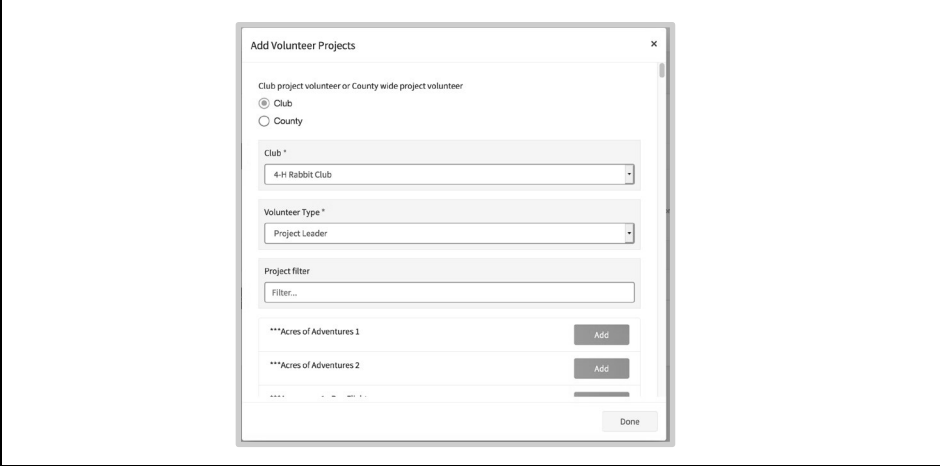 Add Volunteer Projects ×
Club project volunteer or County wide project volunteer
Club
County
Club *
4-H Rabbit Club
Volunteer Type *
Project Leader
Project filter
Filter...
***Acres of Adventures 1 Add
***Acres of Adventures 2 Add
Done